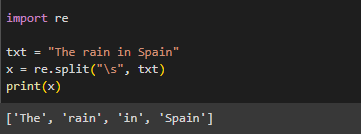 import re
txt = "The rain in Spain"
x = re.split("\s", txt)
print(x)
['The', 'rain', 'in', 'Spain']